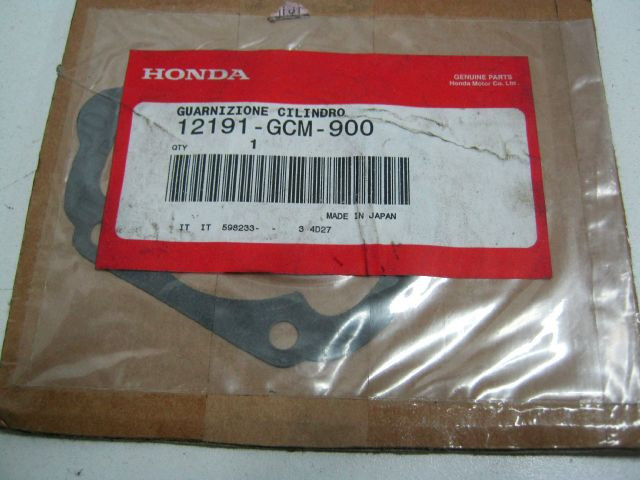 HONDA
GENUINE PARTS
Honda Motor Co. Ltd.
GUARNIZIONE CILINDRO
12191-GCM-900
QTY 1
MADE IN JAPAN
IT IT 598233- - 3 4D27